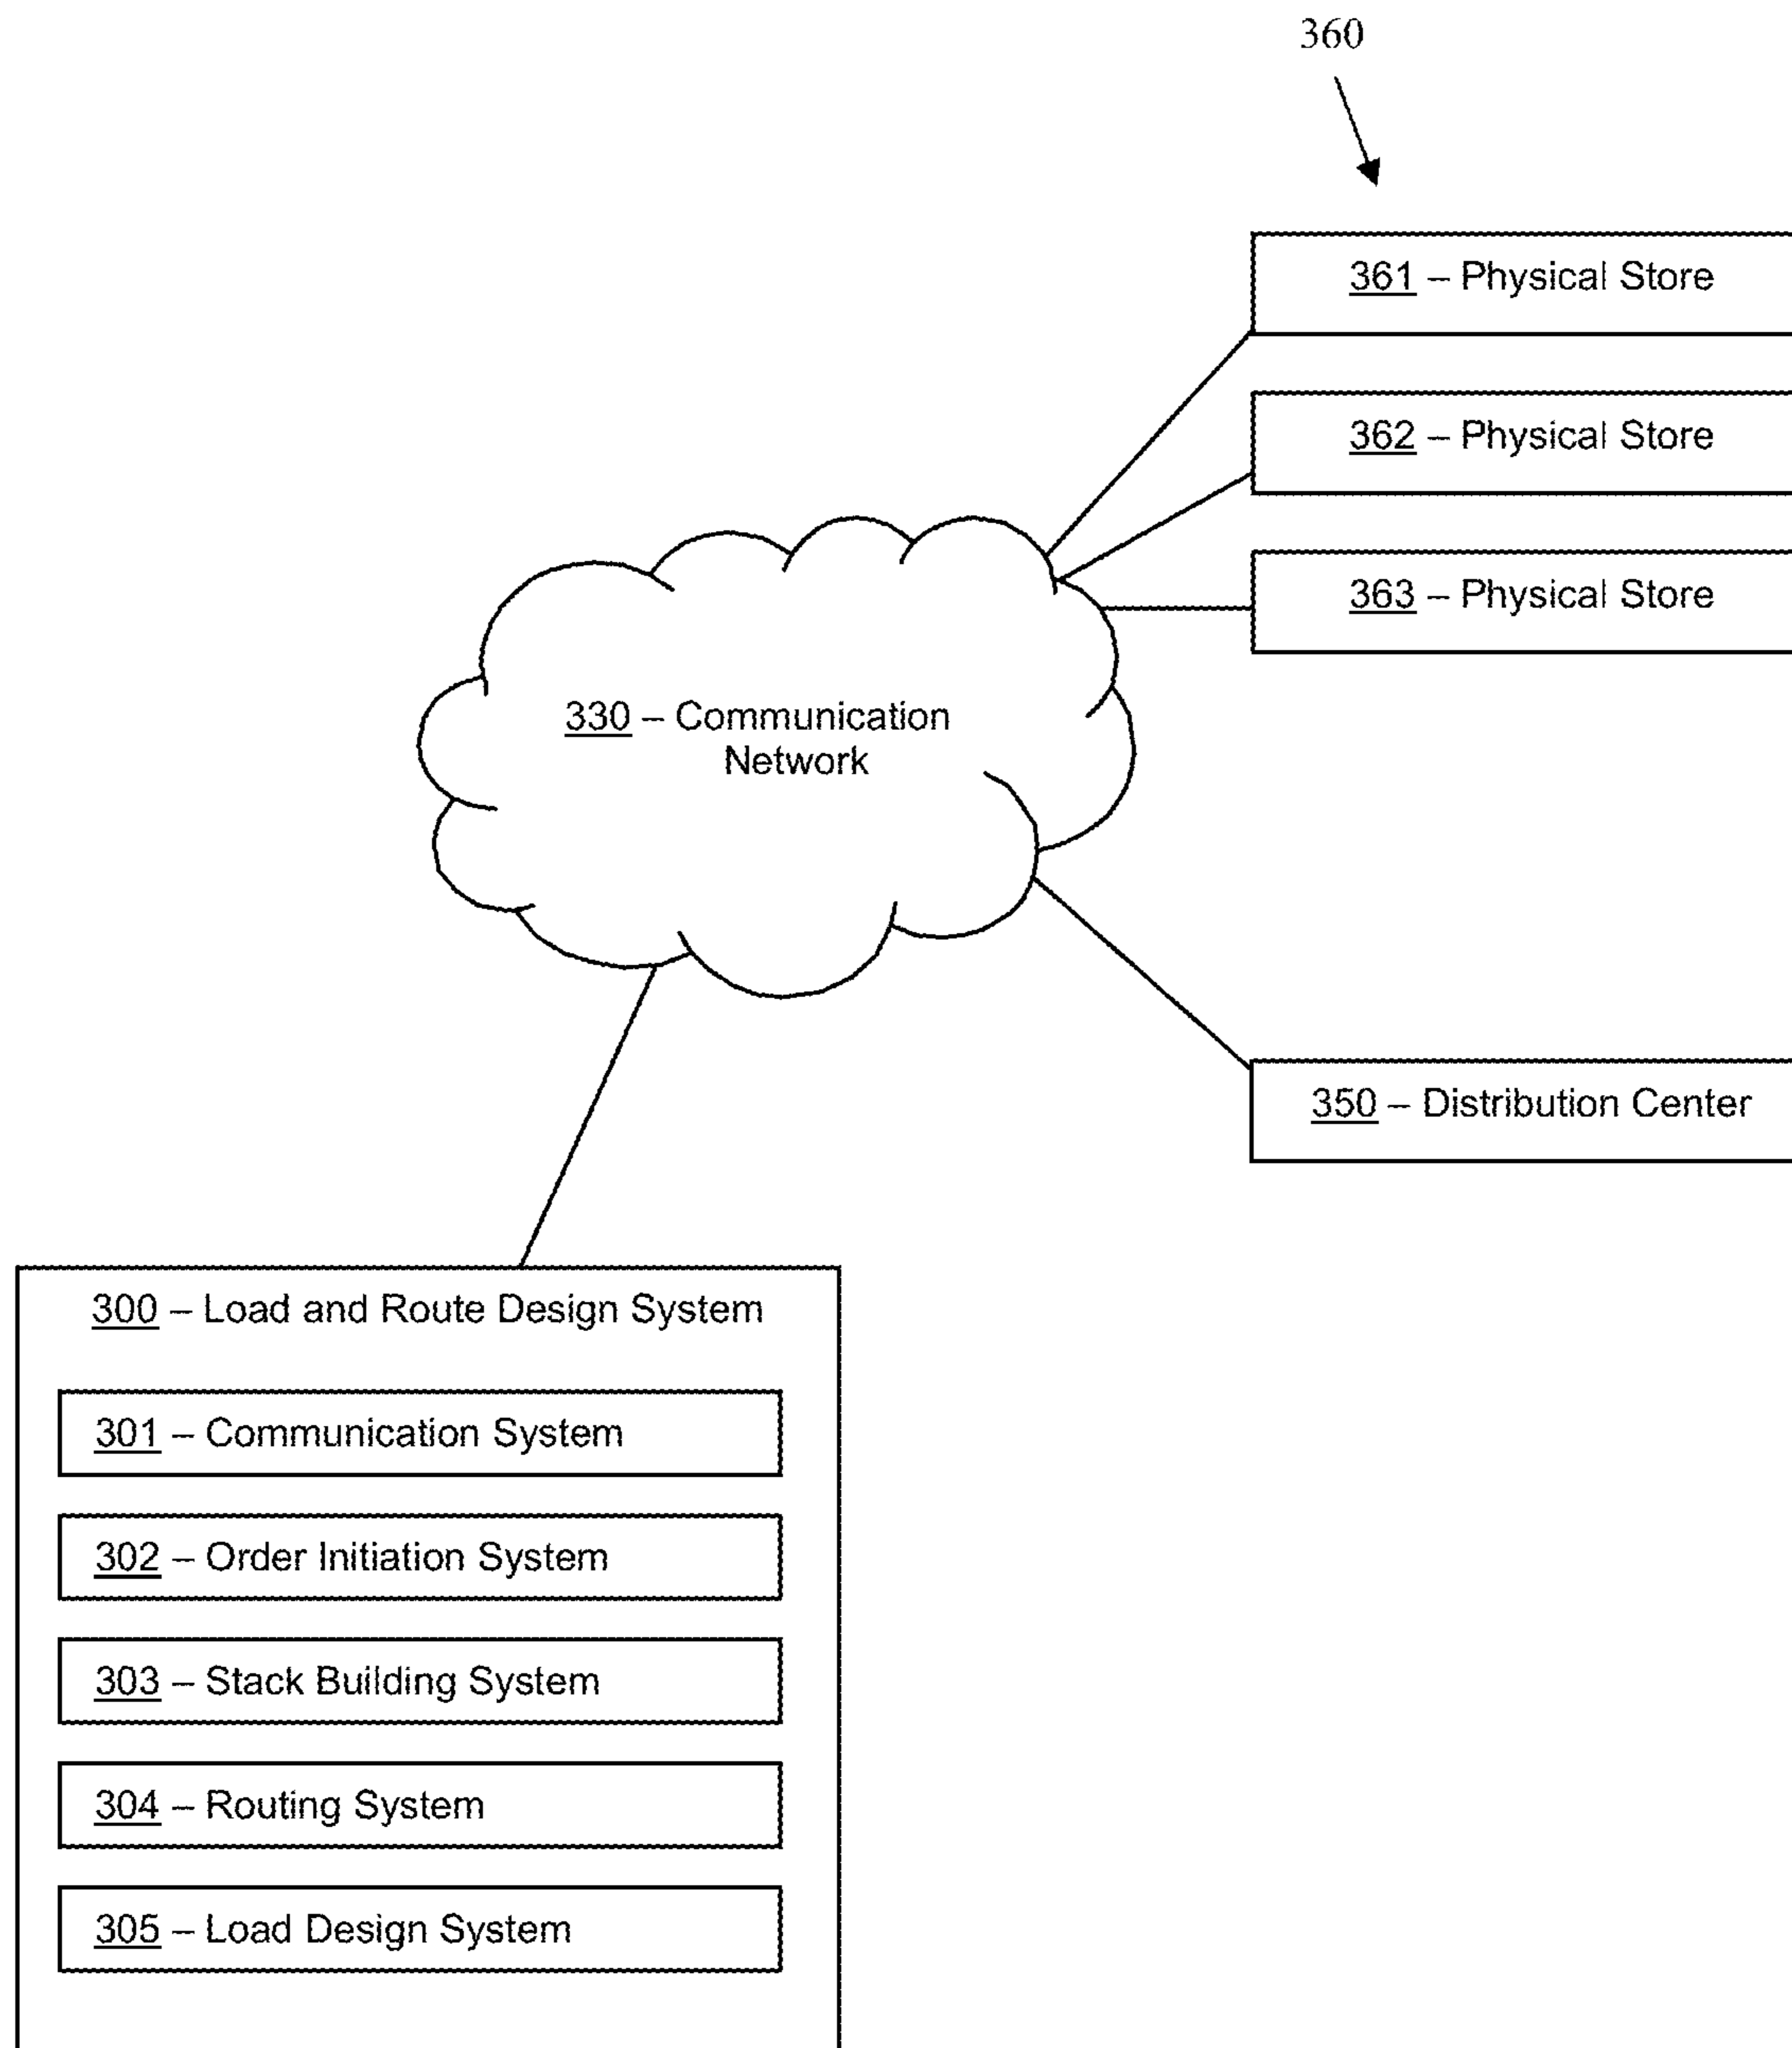 360
361 – Physical Store
362 – Physical Store
363 – Physical Store
330 – Communication
Network
350 – Distribution Center
300 – Load and Route Design System
301 – Communication System
302 – Order Initiation System
303 – Stack Building System
304 – Routing System
305 – Load Design System